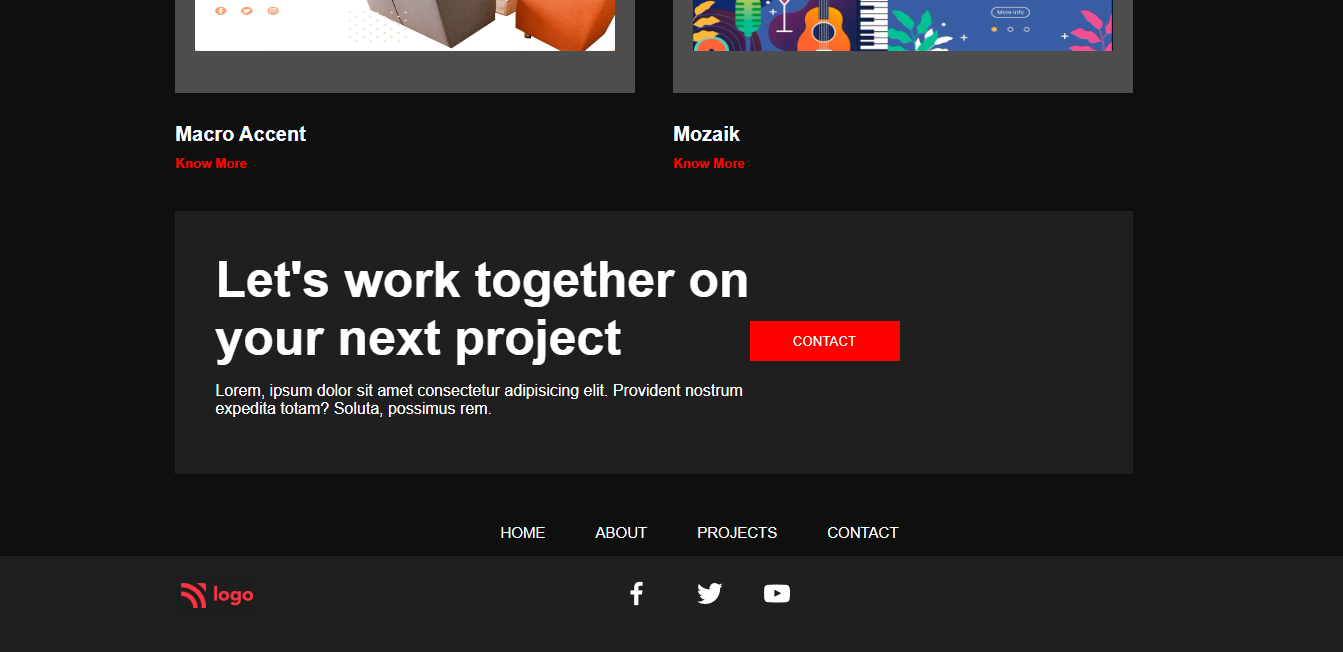 More Info
Macro Accent
Mozaik
Know More
Know More
Let's work together on
your next project
CONTACT
Lorem, ipsum dolor sit amet consectetur adipisicing elit. Provident nostrum
expedita totam? Soluta, possimus rem.
HOME ABOUT PROJECTS CONTACT
logo